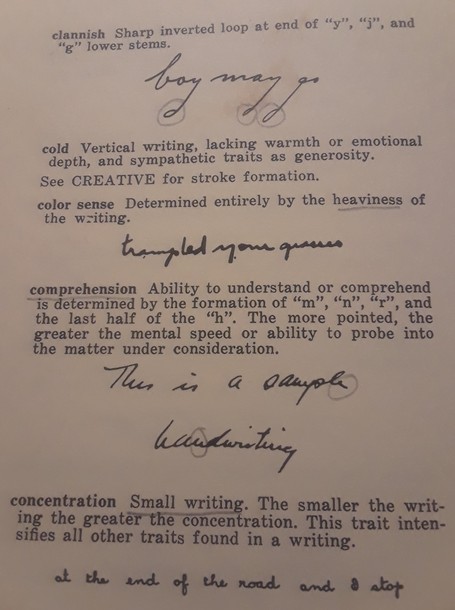 clannish Sharp inverted loop at end of “y”, “j”, and
“g” lower stems.
boy may go
cold Vertical writing, lacking warmth or emotional
depth, and sympathetic traits as generosity.
See CREATIVE for stroke formation.
color sense Determined entirely by the heaviness of
the writing.
trampled your grasses
comprehension Ability to understand or comprehend
is determined by the formation of “m”, “n”, “r”, and
the last half of the “h”. The more pointed, the
greater the mental speed or ability to probe into
the matter under consideration.
This is a sample
handwriting
concentration Small writing. The smaller the writ-
ing the greater the concentration. This trait inten-
sifies all other traits found in a writing.
at the end of the road and I stop